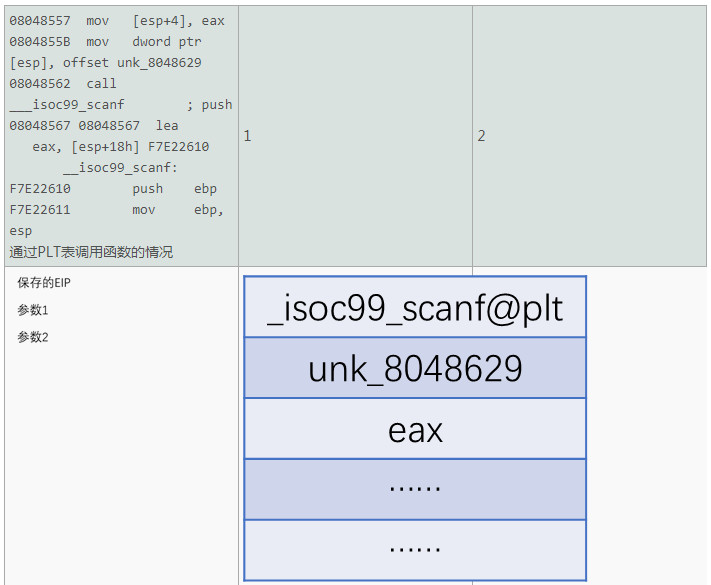 08048557  mov   [esp+4], eax
0804855B  mov   dword ptr
[esp], offset unk_8048629
08048562  call
___isoc99_scanf        ; push
08048567 08048567  lea
   eax, [esp+18h] F7E22610
       __isoc99_scanf:
F7E22610        push    ebp
F7E22611        mov     ebp,
esp
通过PLT表调用函数的情况
1
2
保存的EIP
参数1
参数2
_isoc99_scanf@plt
unk_8048629
eax
……
……